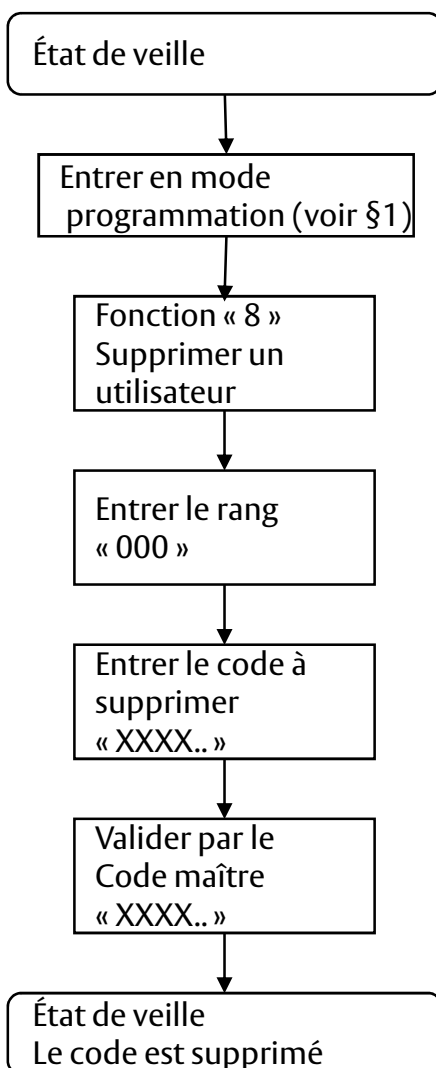 État de veille
Entrer en mode
programmation (voir §1)
Fonction « 8 »
Supprimer un
utilisateur
Entrer le rang
« 000 »
Entrer le code à
supprimer
« XXXX.. »
Valider par le
Code maître
« XXXX.. »
État de veille
Le code est supprimé